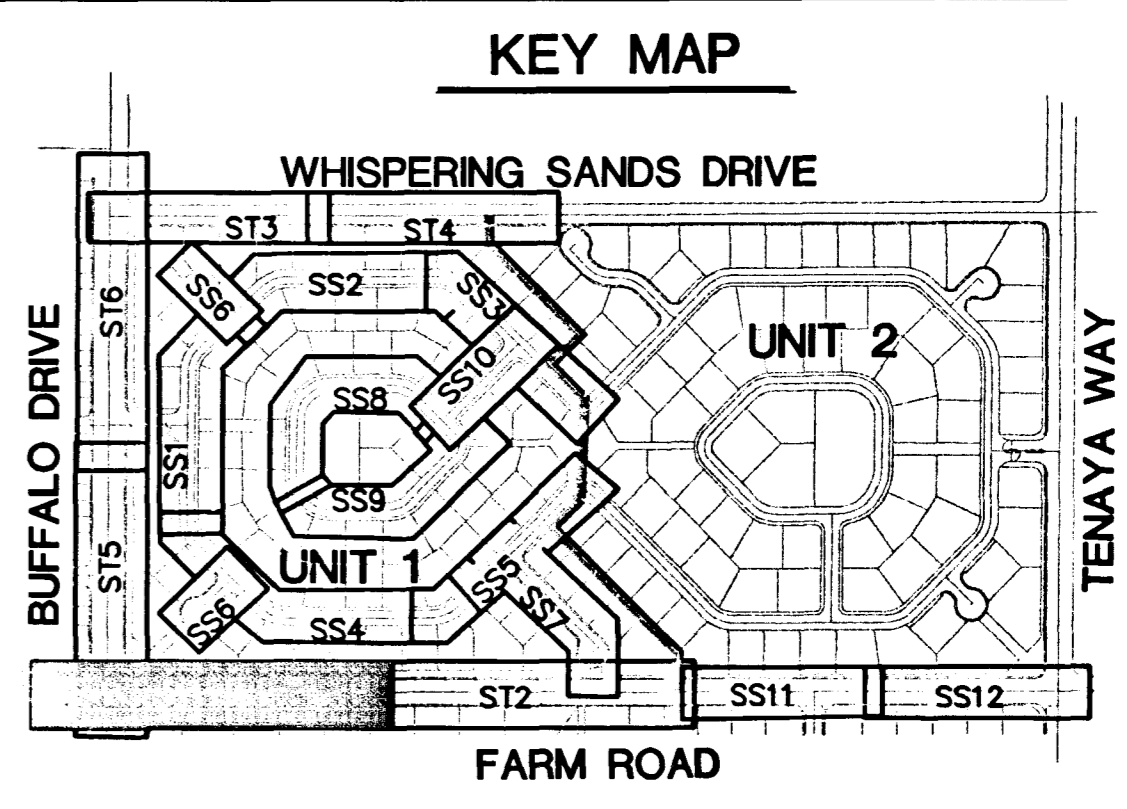 KEY MAP
WHISPERING SANDS DRIVE
ST3
ST4
SS6
SS2
SS3
ST6
UNIT 2
BUFFALO DRIVE
TENAYA WAY
SS10
SS8
SS1
SS9
ST5
UNIT 1
SS5
SS7
SS6
SS4
ST2
SS11
SS12
FARM ROAD